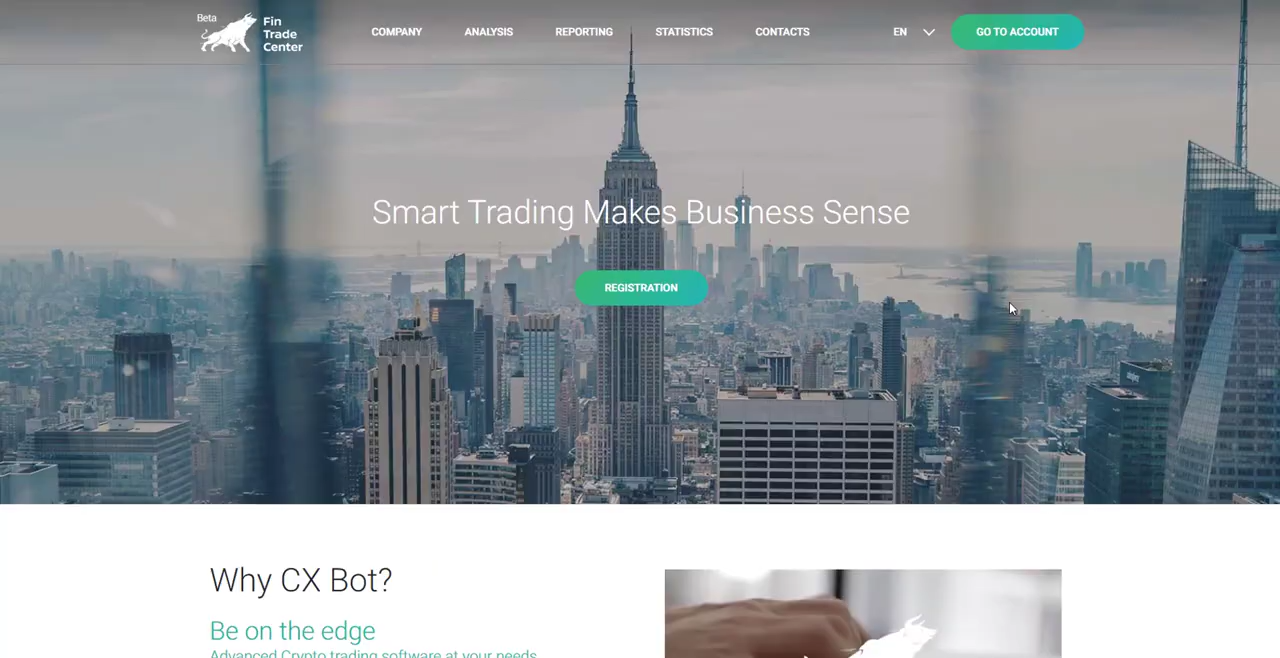 Beta
Fin
Trade
Center
COMPANY
ANALYSIS
REPORTING
STATISTICS
CONTACTS
EN
GO TO ACCOUNT
Smart Trading Makes Business Sense
REGISTRATION
Why CX Bot?
Be on the edge
Advanced Crypto trading software at your needs